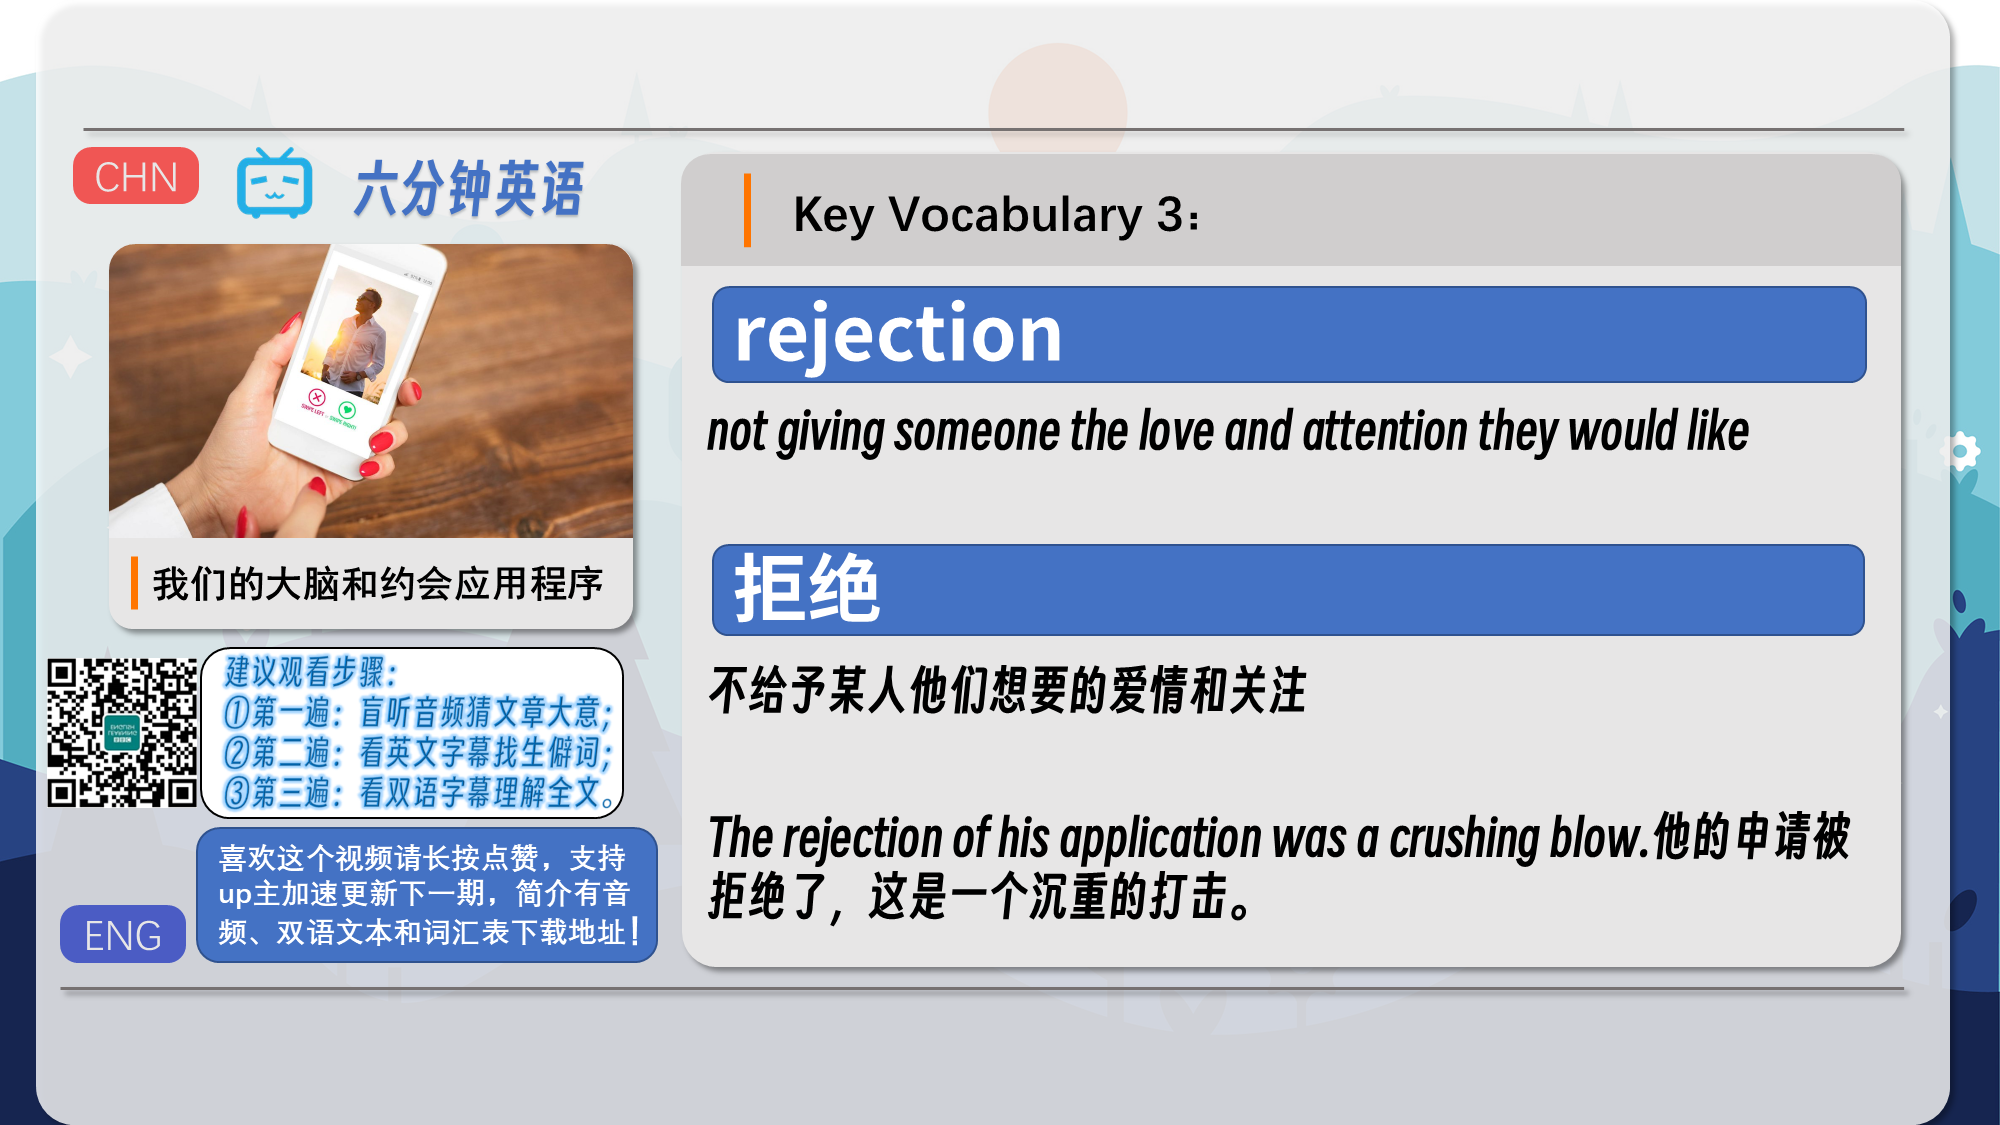 CHN
六分钟英语
我们的大脑和约会应用程序
建议观看步骤：
①第一遍：盲听音频猜文章大意；
②第二遍：看英文字幕找生僻词；
③第三遍：看双语字幕理解全文。
喜欢这个视频请长按点赞，支持
up主加速更新下一期，简介有音
频、双语文本和词汇表下载地址！
ENG
Key Vocabulary 3：
rejection
not giving someone the love and attention they would like
拒绝
不给予某人他们想要的爱情和关注
The rejection of his application was a crushing blow.他的申请被
拒绝了，这是一个沉重的打击。